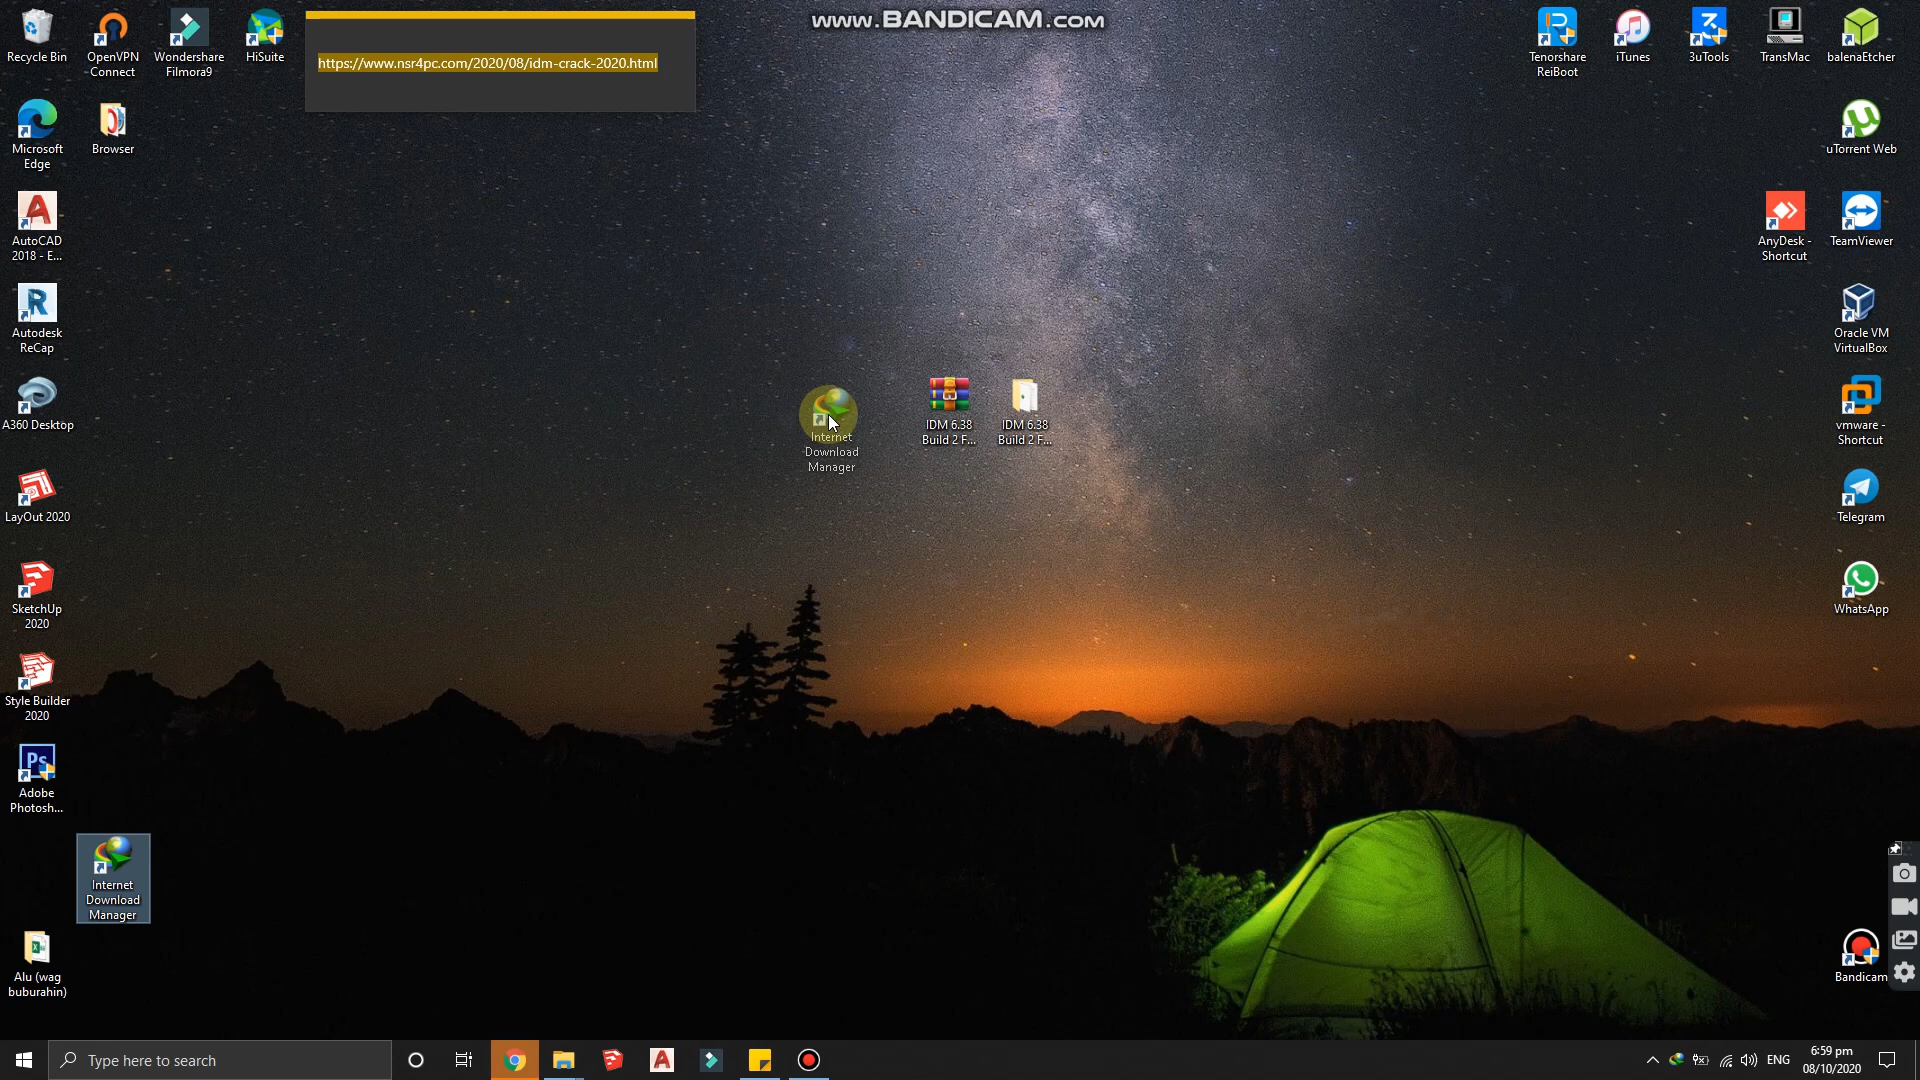 www.BANDICAM.com
Recycle Bin
OpenVPN
Connect
Wondershare
Filmora9
HiSuite
https://www.nsr4pc.com/2020/08/idm-crack-2020.html
Tenorshare
ReiBoot
iTunes
3uTools
TransMac
balenaEtcher
Microsoft
Edge
Browser
uTorrent Web
AutoCAD
2018 - E...
AnyDesk -
Shortcut
TeamViewer
Autodesk
ReCap
Oracle VM
VirtualBox
A360 Desktop
Internet
Download
Manager
IDM 6.38
Build 2 F...
IDM 6.38
Build 2 F...
vmware -
Shortcut
LayOut 2020
Telegram
SketchUp
2020
WhatsApp
Style Builder
2020
Ps
Adobe
Photosh...
Internet
Download
Manager
Alu (wag
buburahin)
Bandicam
Type here to search
ENG
6:59 pm
08/10/2020